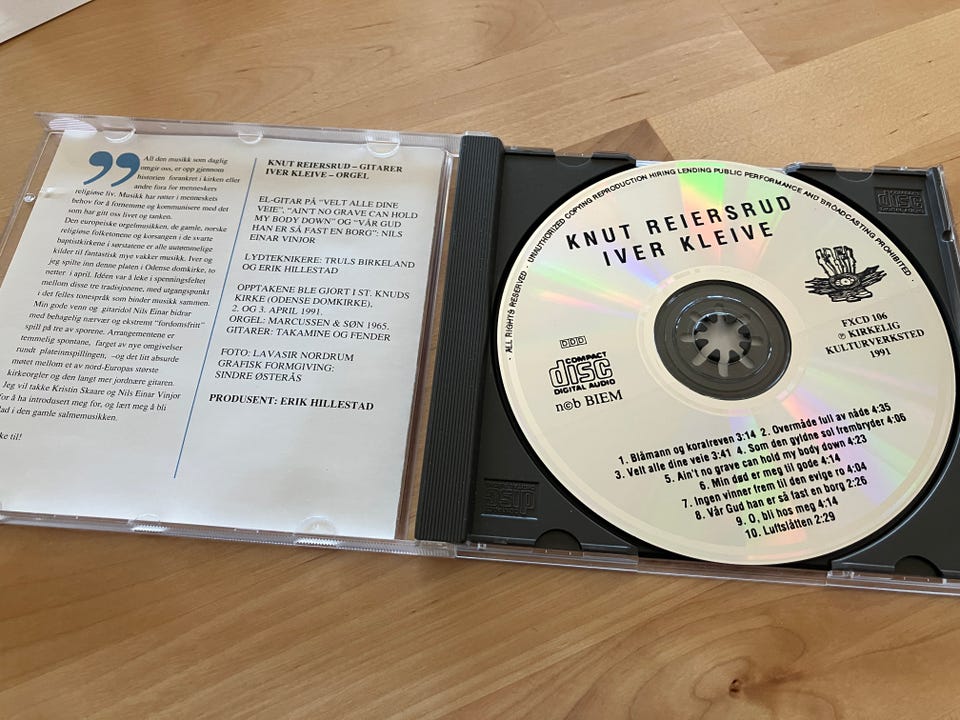 ”
All den musikk som daglig
omgir oss, er opp gjennom
historien forankret i kirken eller
andre fora for menneskers
religiøse liv. Musikk har røtter i menneskets
behov for å fornemme og kommunisere med det
som har gitt oss livet og tanken.
Den europeiske orgelmusikken, de gamle, norske
religiøse folketonene og korsangen i de svarte
baptistkirkene i sørstatene er alle uutømmelige
kilder til fantastisk mye vakker musikk. Iver og
jeg spilte inn denne platen i Odense domkirke, to
netter i april. Idéen var å leke i spenningsfeltet
mellom disse tre tradisjonene, med utgangspunkt
i det felles tonespråk som binder musikk sammen.
Min gode venn og gitaridol Nils Einar bidrar
med behagelig nærvær og ekstremt "fordomsfritt"
spill på tre av sporene. Arrangementene er
temmelig spontane, farget av nye omgivelser
rundt plateinnspillingen, –og det litt absurde
møtet mellom et av nord-Europas største
kirkeorgler og den langt mer jordnære gitaren.
Jeg vil takke Kristin Skaare og Nils Einar Vinjor
for å ha introdusert meg for, og lært meg å bli
glad i den gamle salmemusikken.
ke til!
KNUT REIERSRUD – GITARER
IVER KLEIVE – ORGEL
EL-GITAR PÅ "VELT ALLE DINE
VEIE", "AIN'T NO GRAVE CAN HOLD
MY BODY DOWN" OG "VÅR GUD
HAN ER SÅ FAST EN BORG": NILS
EINAR VINJOR
LYDTEKNIKERE: TRULS BIRKELAND
OG ERIK HILLESTAD
OPPTAKENE BLE GJORT I ST. KNUDS
KIRKE (ODENSE DOMKIRKE),
2. OG 3. APRIL 1991.
ORGEL: MARCUSSEN & SØN 1965.
GITARER: TAKAMINE OG FENDER
FOTO: LAVASIR NORDRUM
GRAFISK FORMGIVING:
SINDRE ØSTERÅS
PRODUSENT: ERIK HILLESTAD
· ALL RIGHTS RESERVED · UNAUTHORIZED COPYING REPRODUCTION HIRING LENDING PUBLIC PERFORMANCE AND BROADCASTING PROHIBITED
KNUT REIERSRUD
IVER KLEIVE
FXCD 106
℗ KIRKELIG
KULTURVERKSTED
1991
DDD
COMPACT
disc
DIGITAL AUDIO
n©b BIEM
1. Blåmann og koralreven 3:14 2. Overmåde full av nåde 4:35
3. Velt alle dine veie 3:41 4. Som den gyldne sol frembryder 4:06
5. Ain't no grave can hold my body down 4:23
6. Min død er meg til gode 4:14
7. Ingen vinner frem til den evige ro 4:04
8. Vår Gud han er så fast en borg 2:26
9. O, bli hos meg 4:14
10. Luftslåtten 2:29